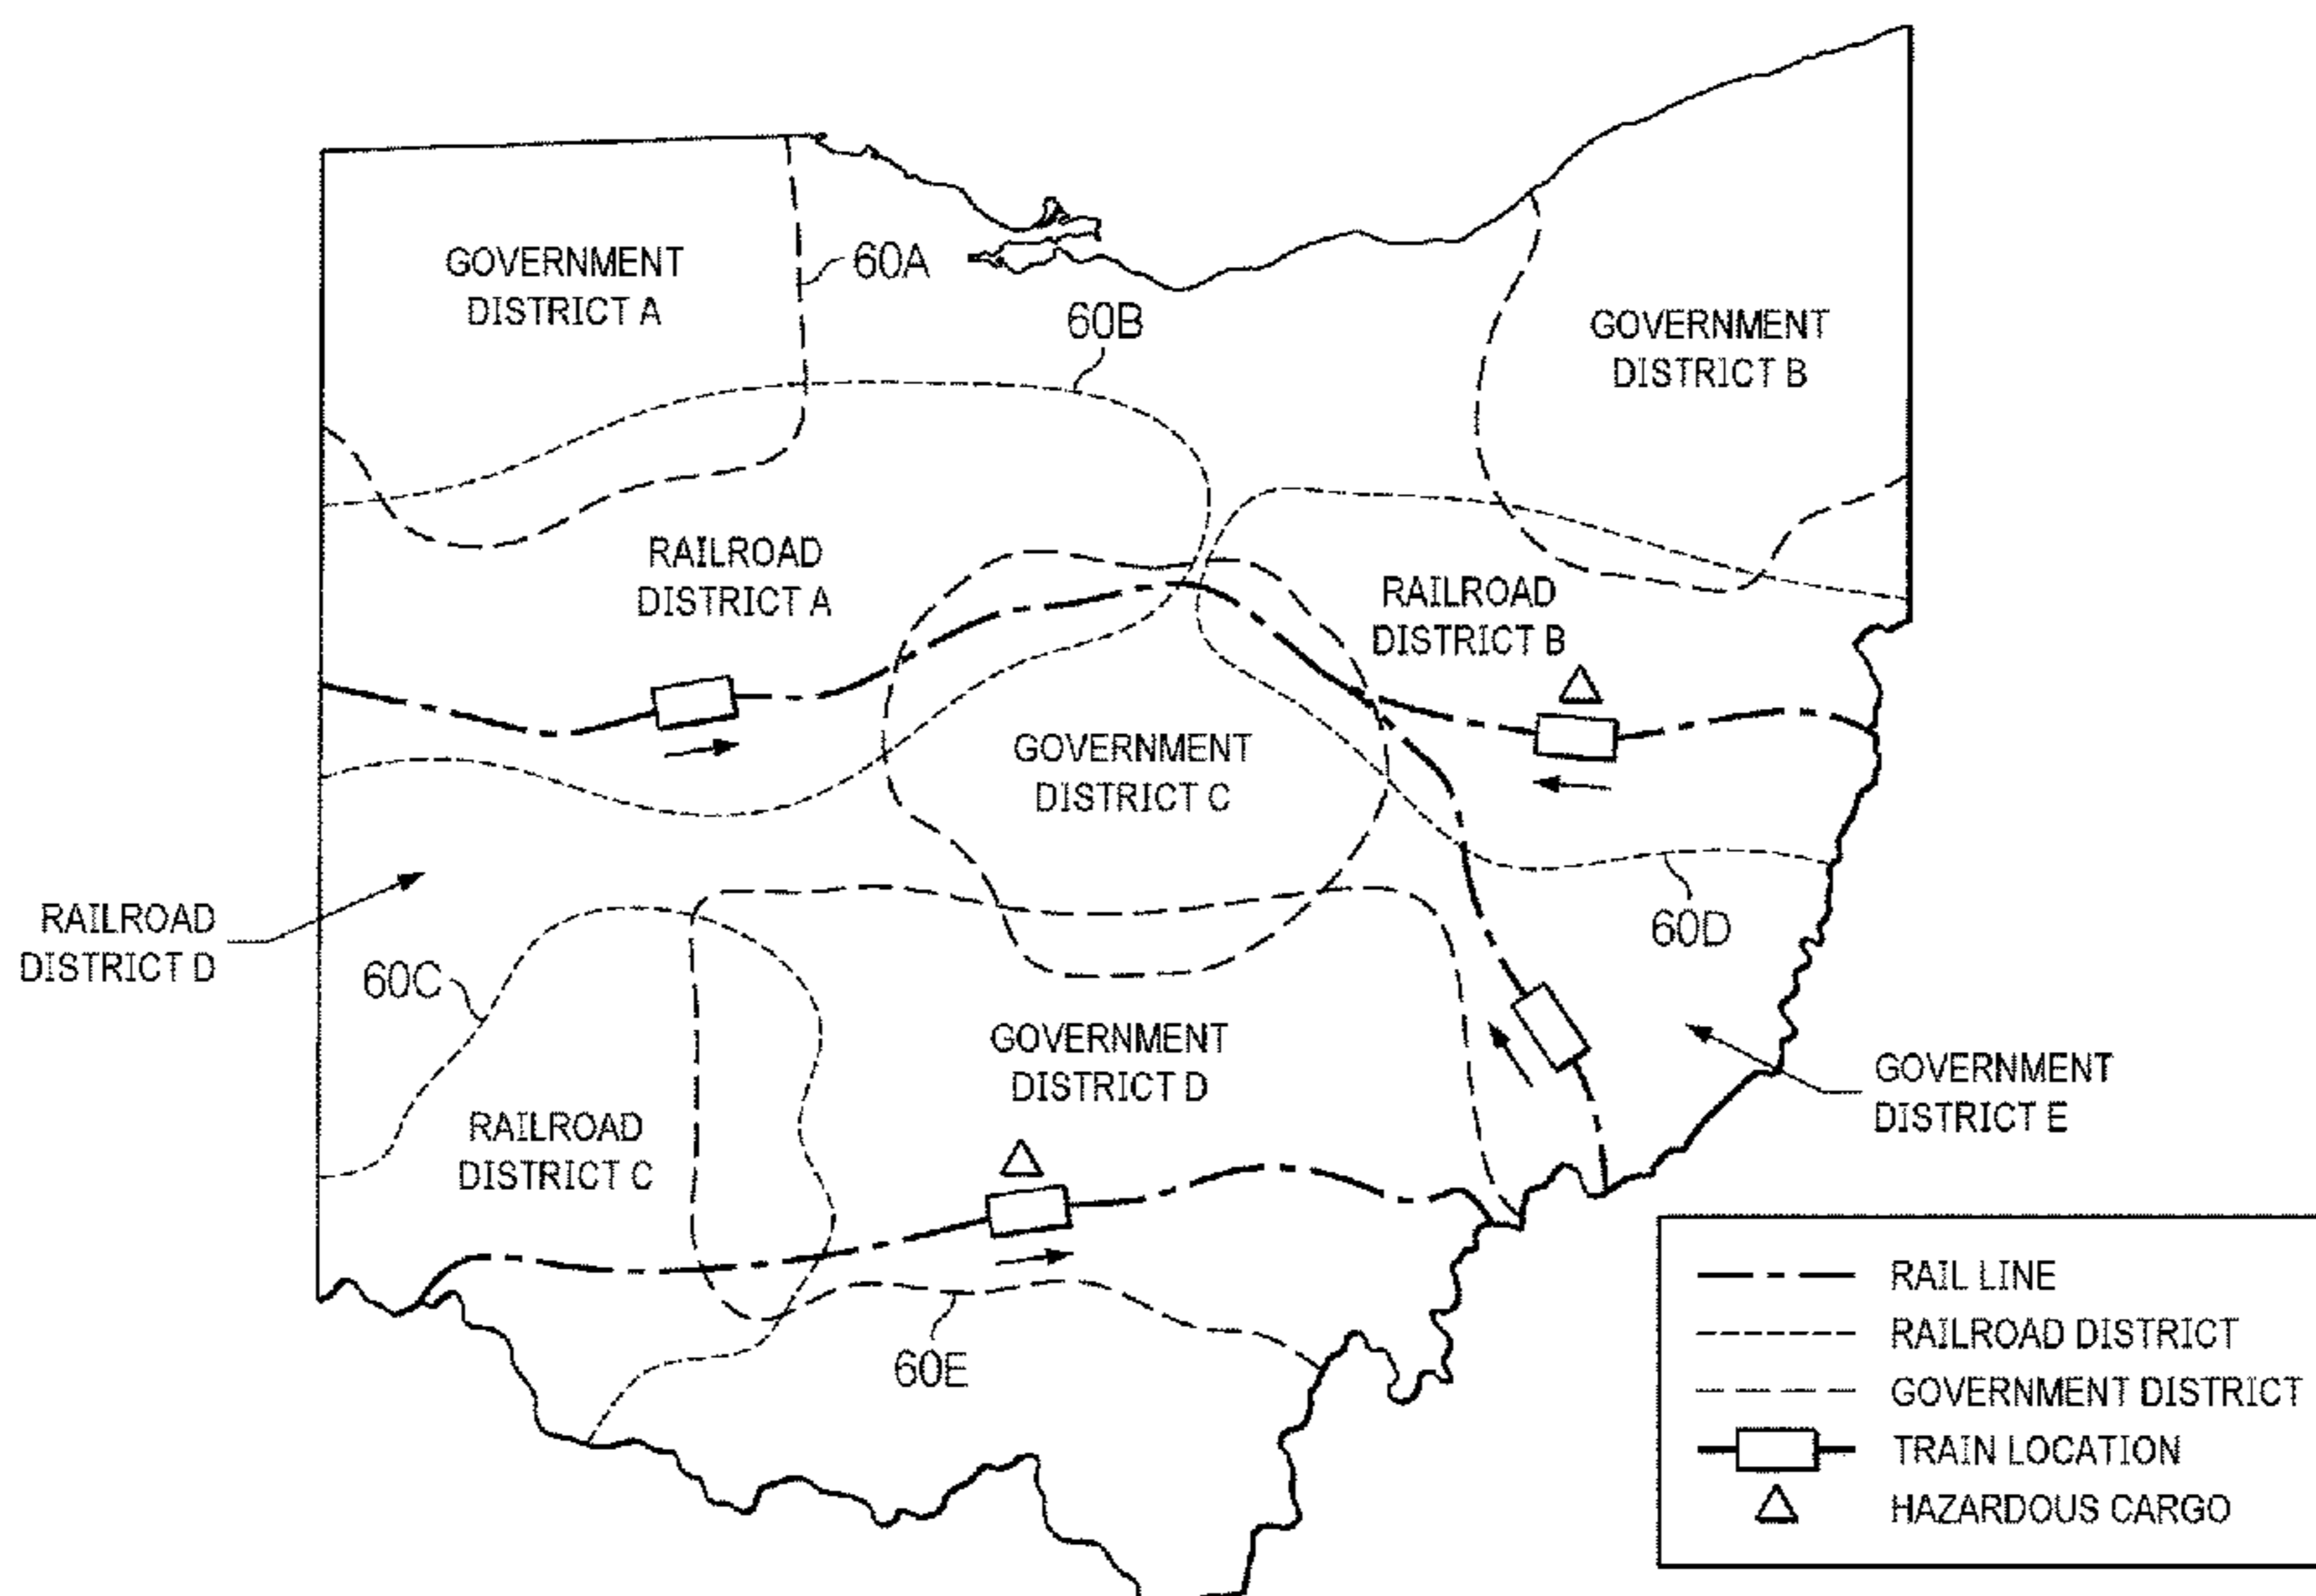 GOVERNMENT
DISTRICT A
60A
60B
GOVERNMENT
DISTRICT B
RAILROAD
DISTRICT A
RAILROAD
DISTRICT B
GOVERNMENT
DISTRICT C
RAILROAD
DISTRICT D
60C
60D
GOVERNMENT
DISTRICT D
GOVERNMENT
DISTRICT E
RAILROAD
DISTRICT C
60E
RAIL LINE
RAILROAD DISTRICT
GOVERNMENT DISTRICT
TRAIN LOCATION
HAZARDOUS CARGO